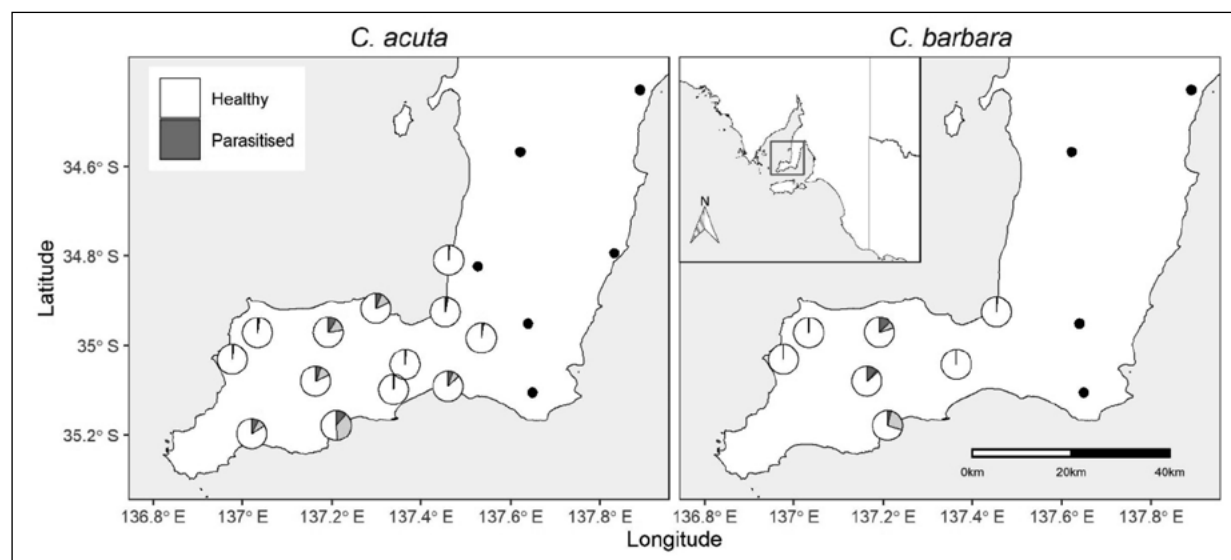 C. acuta
C. barbara
Healthy
Parasitised
N
34.6° S
34.8° S
35° S
35.2° S
Latitude
0km 20km 40km
136.8° E 137° E 137.2° E 137.4° E 137.6° E 137.8° E
136.8° E 137° E 137.2° E 137.4° E 137.6° E 137.8° E
Longitude